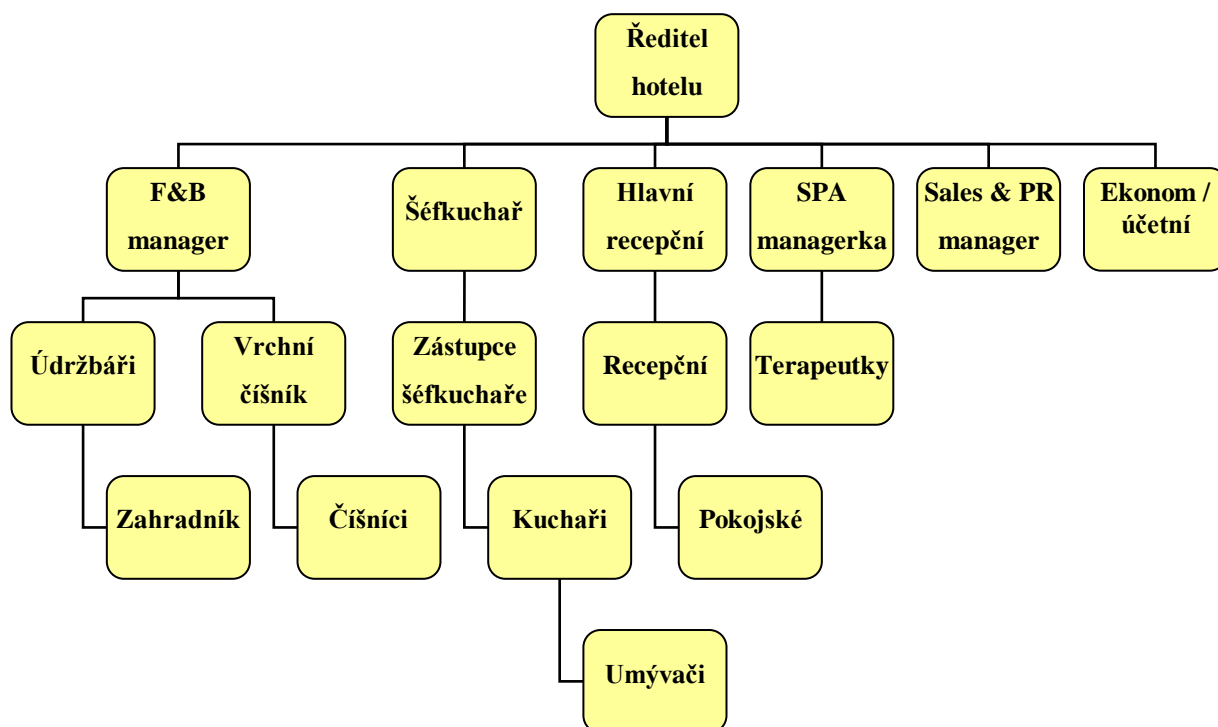 Ředitel
hotelu
F&B
manager
Šéfkuchař
Hlavní
recepční
SPA
managerka
Sales & PR
manager
Ekonom /
účetní
Údržbáři
Vrchní
číšník
Zástupce
šéfkuchaře
Recepční
Terapeutky
Zahradník
Číšníci
Kuchaři
Pokojské
Umývači